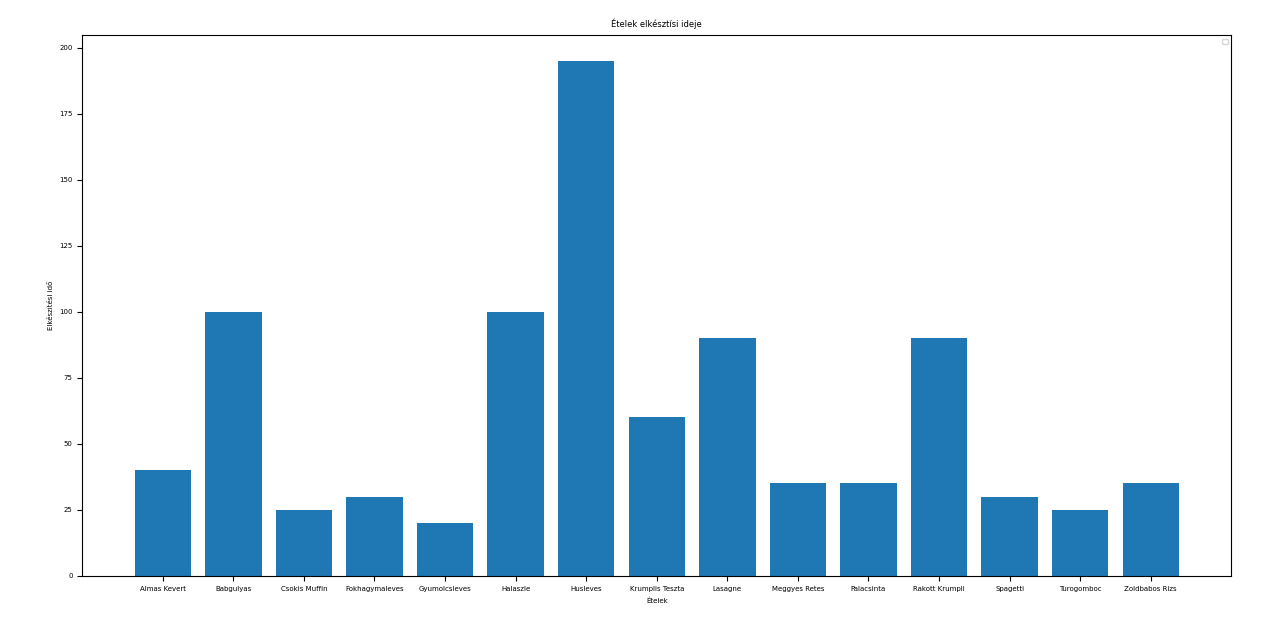 Ételek elkésztísi ideje
200
175
150
125
100
75
50
25
0
Elkészítési idő
Almas Kevert Babgulyas Csokis Muffin Fokhagymaleves Gyumolcsleves Halaszle Husleves Krumplis Teszta Lasagne Meggyes Retes Palacsinta Rakott Krumpli Spagetti Turogomboc Zoldbabos Rizs
Ételek